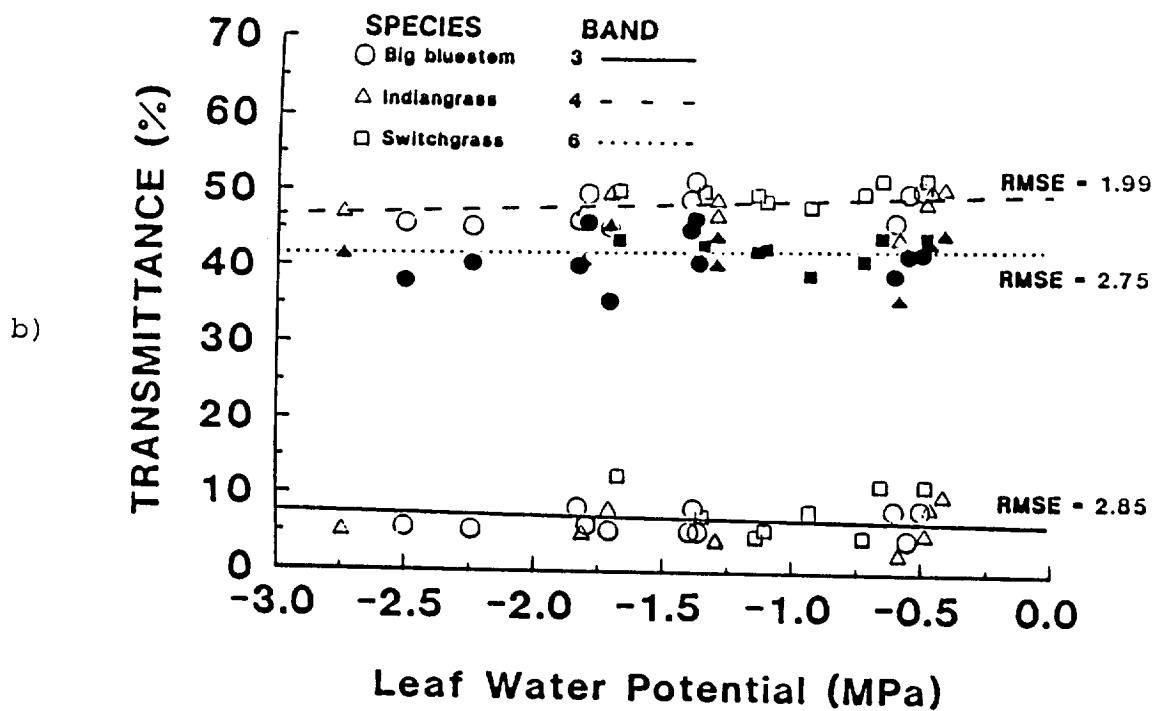 SPECIES BAND
Big bluestem 3
Indiangrass 4
Switchgrass 6
70
60
50
40
30
20
10
0
TRANSMITTANCE (%)
RMSE = 1.99
RMSE = 2.75
RMSE = 2.85
b)
-3.0 -2.5 -2.0 -1.5 -1.0 -0.5 0.0
Leaf Water Potential (MPa)